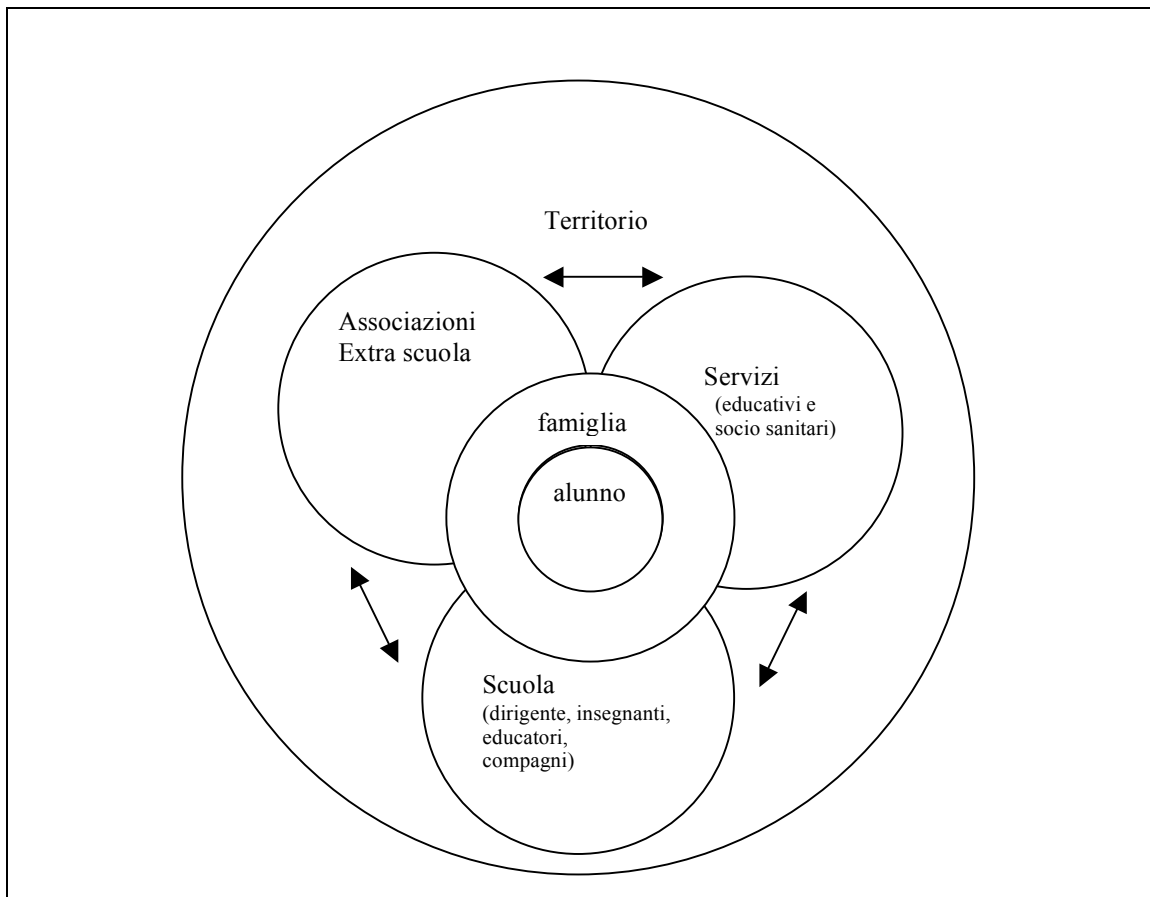 Territorio
Associazioni
Extra scuola
Servizi
(educativi e
socio sanitari)
famiglia
alunno
Scuola
(dirigente, insegnanti,
educatori,
compagni)